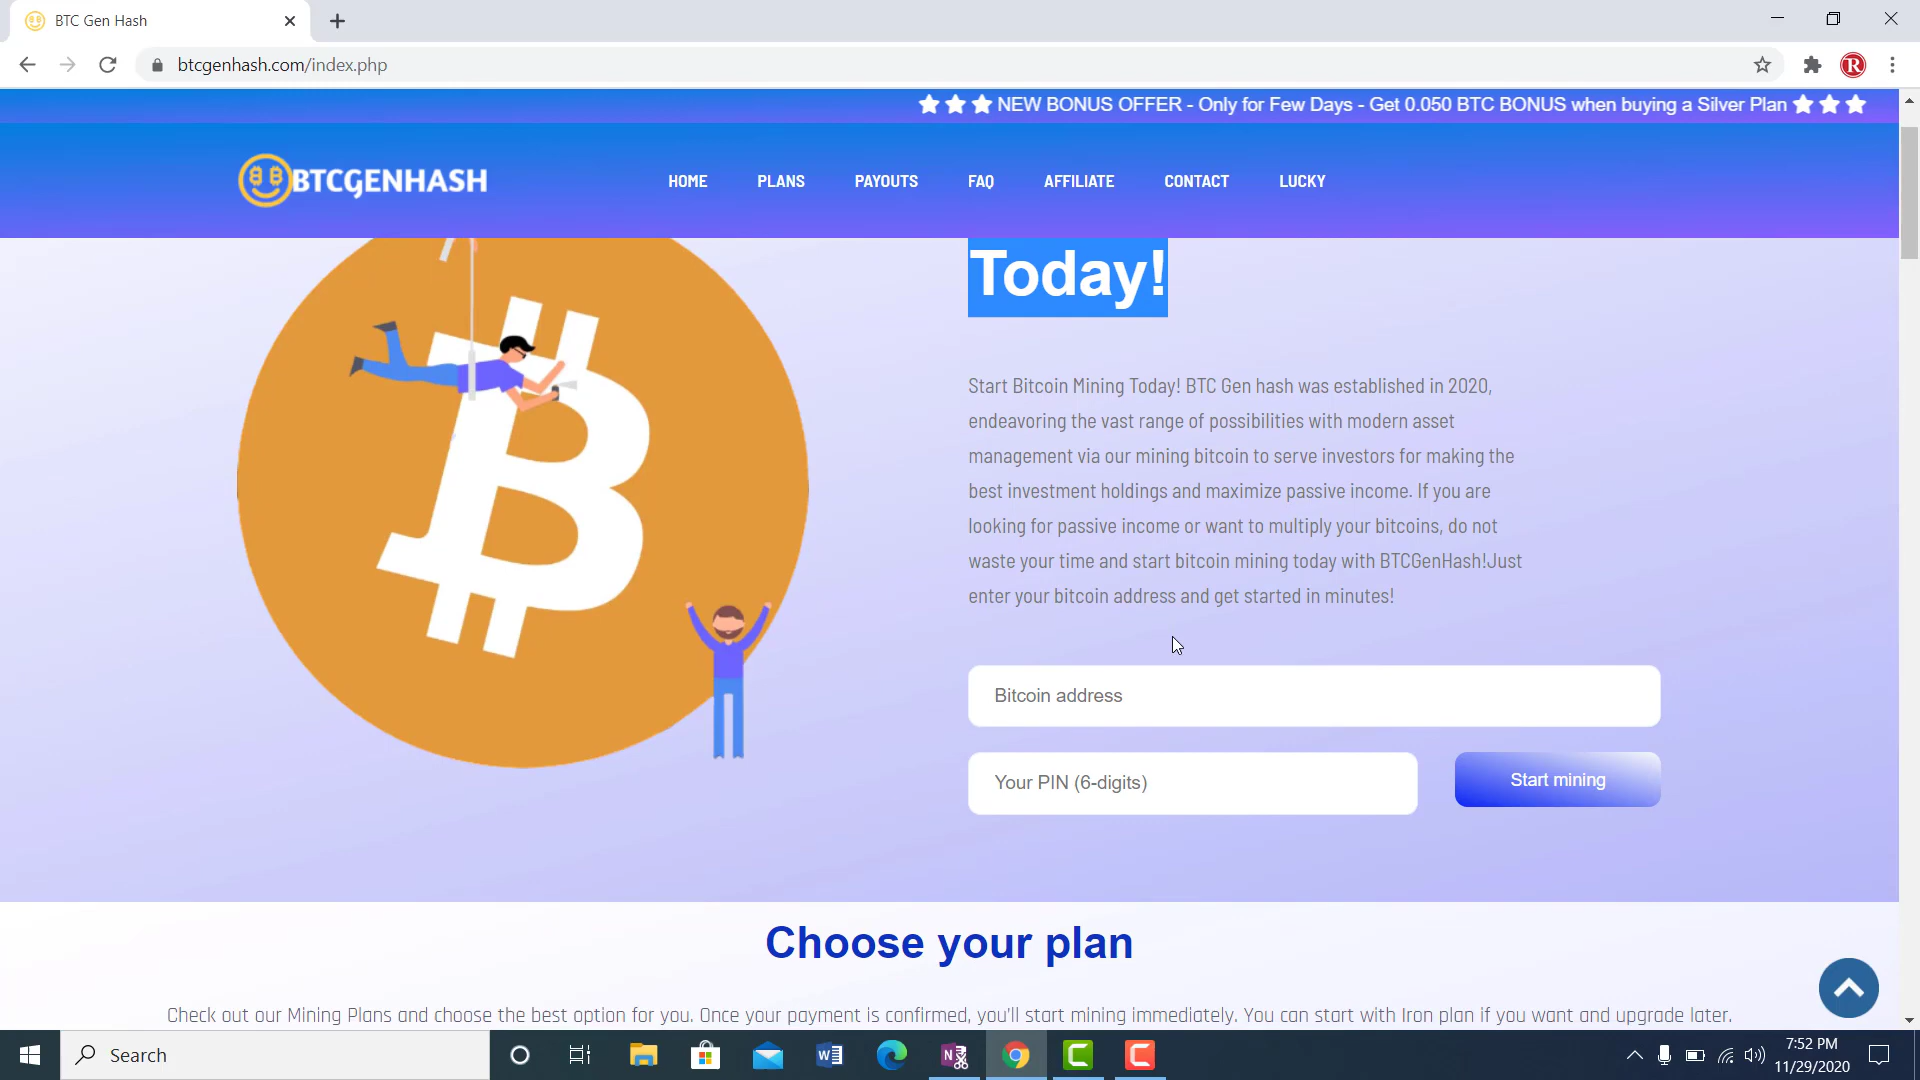 BTC Gen Hash
btcgenhash.com/index.php
NEW BONUS OFFER - Only for Few Days - Get 0.050 BTC BONUS when buying a Silver Plan
BTCGENHASH
HOME PLANS PAYOUTS FAQ AFFILIATE CONTACT LUCKY
Today!
Start Bitcoin Mining Today! BTC Gen hash was established in 2020,
endeavoring the vast range of possibilities with modern asset
management via our mining bitcoin to serve investors for making the
best investment holdings and maximize passive income. If you are
looking for passive income or want to multiply your bitcoins, do not
waste your time and start bitcoin mining today with BTCGenHash!Just
enter your bitcoin address and get started in minutes!
Bitcoin address
Your PIN (6-digits)
Start mining
Choose your plan
Check out our Mining Plans and choose the best option for you. Once your payment is confirmed, you'll start mining immediately. You can start with Iron plan if you want and upgrade later.
Search
7:52 PM
11/29/2020